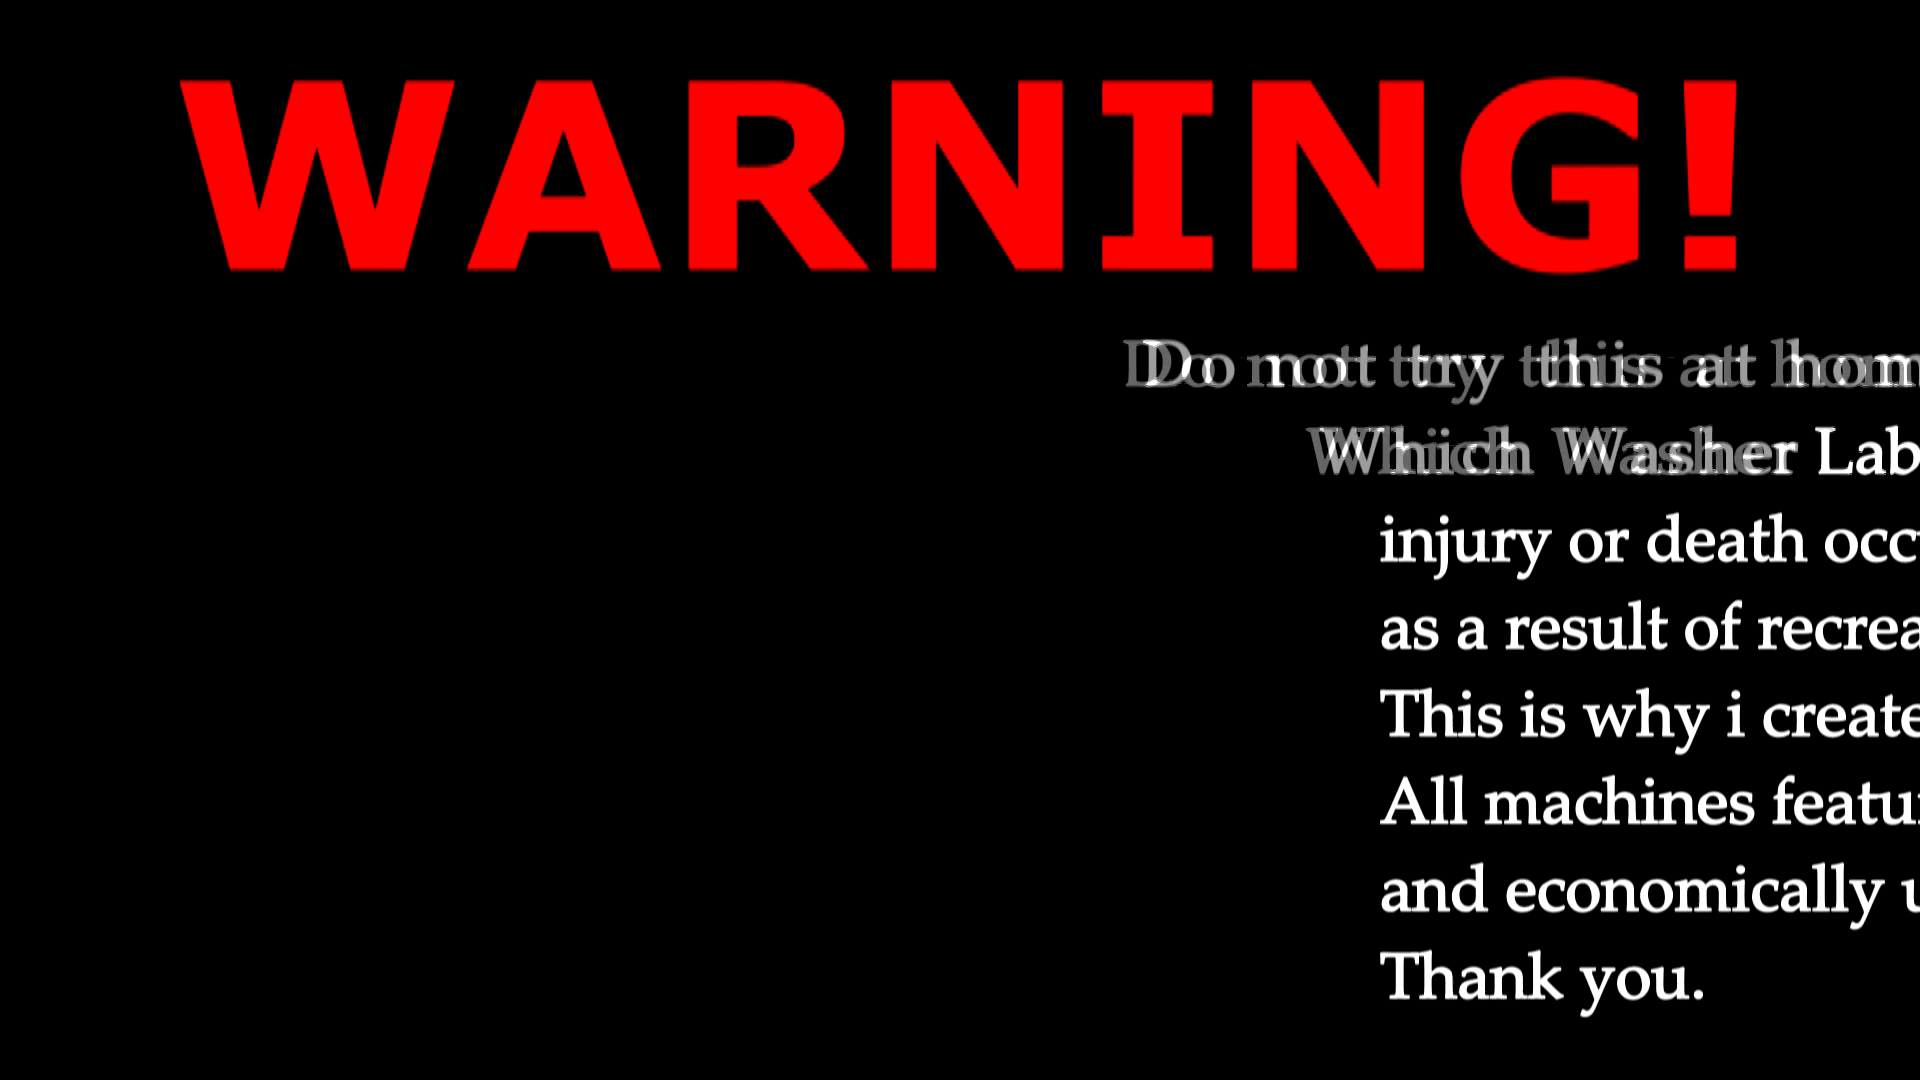 WARNING!
Do not try this at hom
Which Washer Lab
injury or death occ
as a result of recrea
This is why i create
All machines featu
and economically u
Thank you.